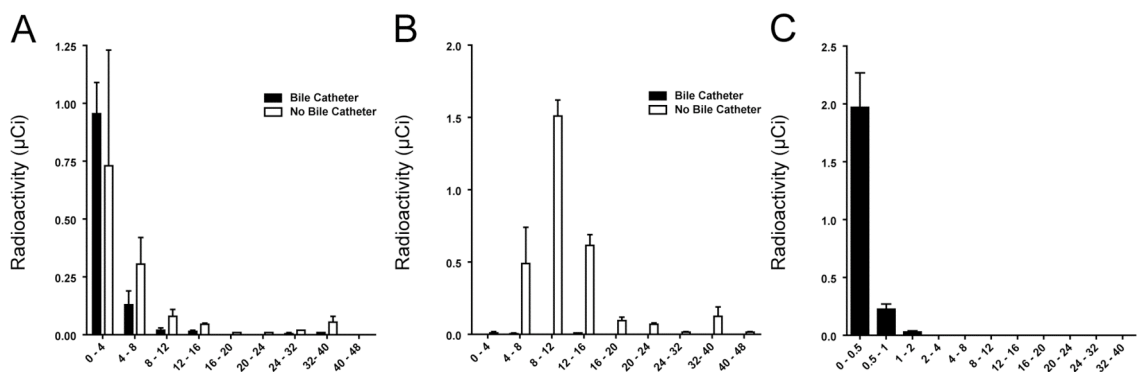 A
Radioactivity (µCi)
1.25
1.00
0.75
0.50
0.25
0.00
Bile Catheter
No Bile Catheter
0 - 4
4 - 8
8 - 12
12 - 16
16 - 20
20 - 24
24 - 32
32- 40
40 - 48
B
Radioactivity (µCi)
2.0
1.5
1.0
0.5
0.0
Bile Catheter
No Bile Catheter
0 - 4
4 - 8
8 - 12
12 - 16
16 - 20
20 - 24
24 - 32
32- 40
40 - 48
C
Radioactivity (µCi)
2.5
2.0
1.5
1.0
0.5
0.0
0 - 0.5
0.5 - 1
1 - 2
2 - 4
4 - 8
8 - 12
12 - 16
16 - 20
20 - 24
24 - 32
32 - 40